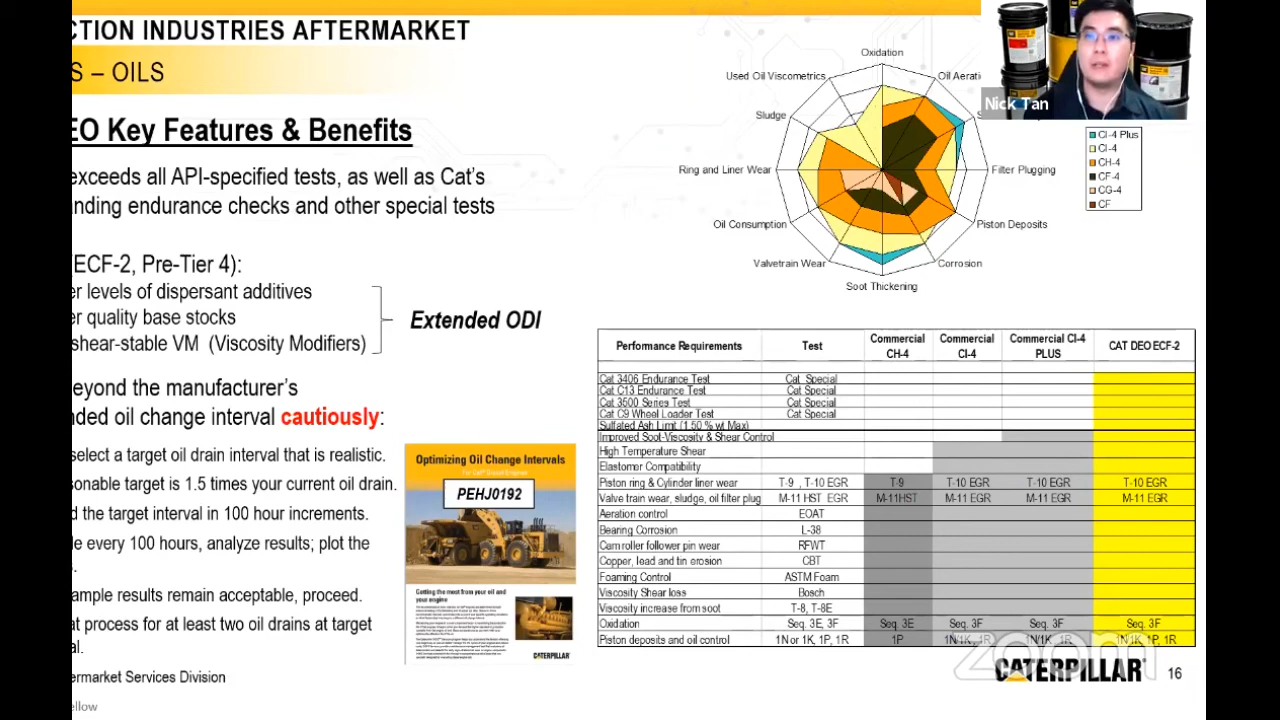 CTION INDUSTRIES AFTERMARKET
S – OILS
EO Key Features & Benefits
exceeds all API-specified tests, as well as Cat's
anding endurance checks and other special tests
(ECF-2, Pre-Tier 4):
er levels of dispersant additives
er quality base stocks
shear-stable VM (Viscosity Modifiers)
Extended ODI
eyond the manufacturer's
nded oil change interval cautiously:
select a target oil drain interval that is realistic.
sonable target is 1.5 times your current oil drain.
d the target interval in 100 hour increments.
le every 100 hours, analyze results; plot the
s.
ample results remain acceptable, proceed.
at process for at least two oil drains at target
al.
ermarket Services Division
ellow
Optimizing Oil Change Intervals
PEHJ0192
Getting the most from your oil and
your engine
CATERPILLAR
Nick Tan
Oxidation
Used Oil Viscometrics
Oil Aerati
Sludge
S
Ring and Liner Wear
Filter Plugging
Oil Consumption
Piston Deposits
Valvetrain Wear
Corrosion
Soot Thickening
CI-4 Plus
CI-4
CH-4
CF-4
CG-4
CF
Performance Requirements Test Commercial CH-4 Commercial CI-4 Commercial CI-4 PLUS CAT DEO ECF-2
Cat 3406 Endurance Test Cat Special
Cat C13 Endurance Test Cat Special
Cat 3500 Series Test Cat Special
Cat C9 Wheel Loader Test Cat Special
Sulfated Ash Limit (1.50 % wt Max)
Improved Soot-Viscosity & Shear Control
High Temperature Shear
Elastomer Compatibility
Piston ring & Cylinder liner wear T-9 , T-10 EGR T-9 T-10 EGR T-10 EGR T-10 EGR
Valve train wear, sludge, oil filter plug M-11 HST EGR M-11HST M-11 EGR M-11 EGR M-11 EGR
Aeration control EOAT
Bearing Corrosion L-38
Cam roller follower pin wear RFWT
Copper, lead and tin erosion CBT
Foaming Control ASTM Foam
Viscosity Shear loss Bosch
Viscosity increase from soot T-8, T-8E
Oxidation Seq. 3E, 3F Seq. 3E Seq. 3F Seq. 3F Seq. 3F
Piston deposits and oil control 1N or 1K, 1P, 1R 1N/1K, 1P, 1R
zoom
CATERPILLAR
16